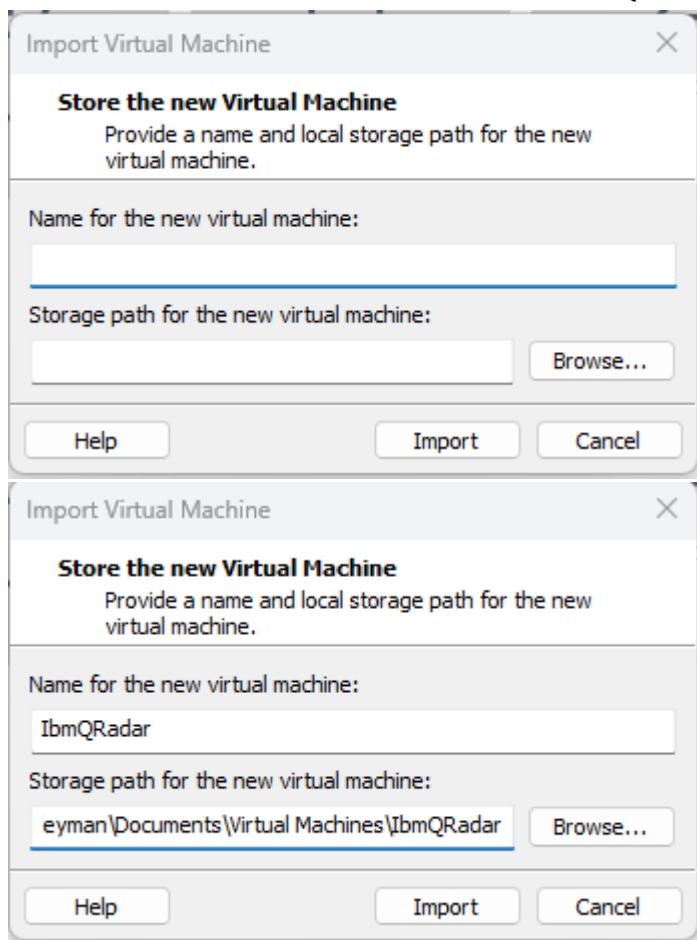 Import Virtual Machine
Store the new Virtual Machine
Provide a name and local storage path for the new
virtual machine.
Name for the new virtual machine:
Storage path for the new virtual machine:
Browse...
Help Import Cancel
Import Virtual Machine
Store the new Virtual Machine
Provide a name and local storage path for the new
virtual machine.
Name for the new virtual machine:
IbmQRadar
Storage path for the new virtual machine:
eyman\Documents\Virtual Machines\IbmQRadar Browse...
Help Import Cancel